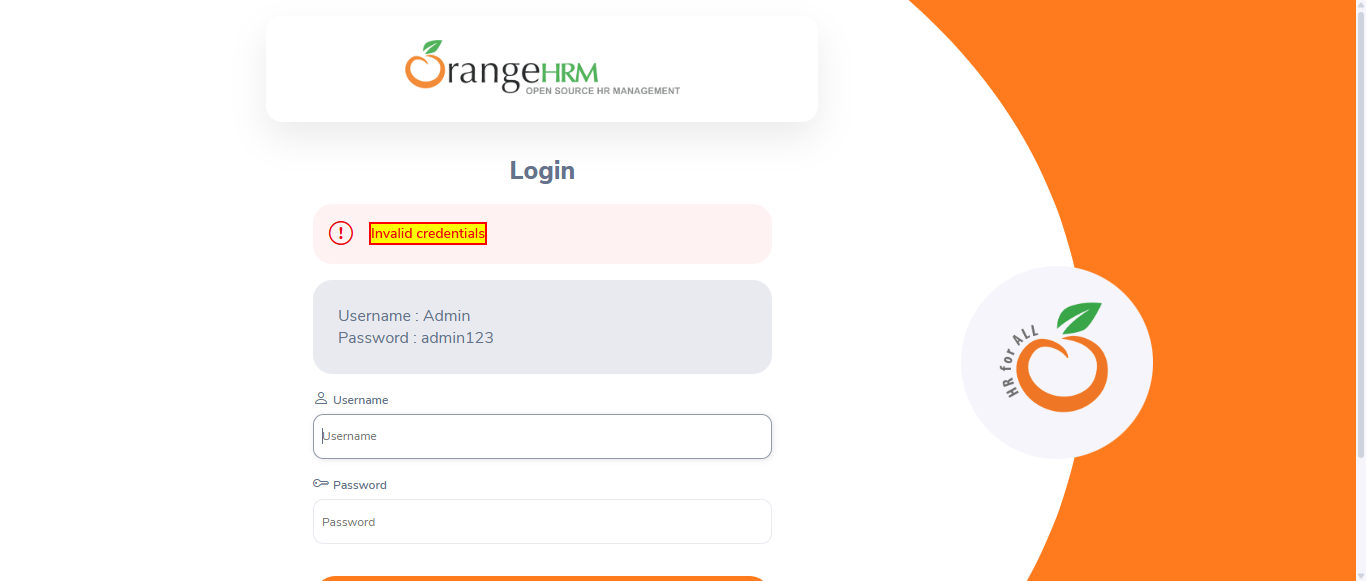 OrangeHRM
OPEN SOURCE HR MANAGEMENT
Login
Invalid credentials
Username : Admin
Password : admin123
Username
Username
Password
Password
HR for ALL